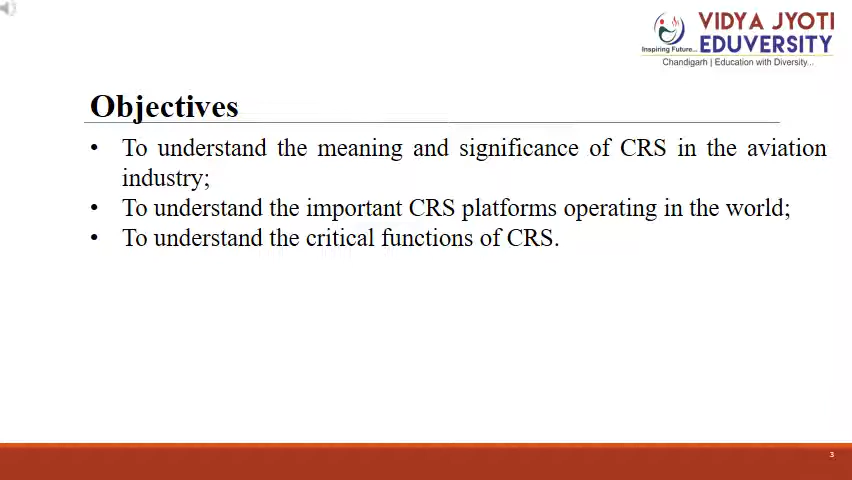 VIDYA JYOTI
EDUVERSITY
Inspiring Future...
Chandigarh | Education with Diversity...
Objectives
• To understand the meaning and significance of CRS in the aviation
industry;
• To understand the important CRS platforms operating in the world;
• To understand the critical functions of CRS.
3